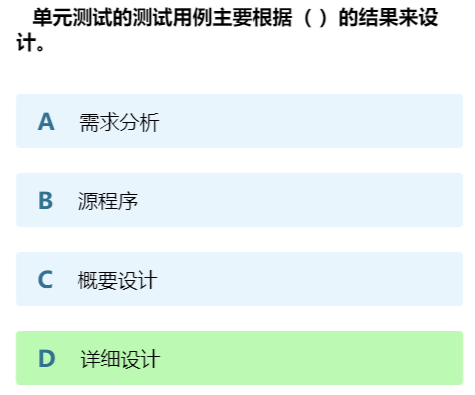 单元测试的测试用例主要根据（ ）的结果来设
计。
A 需求分析
B 源程序
C 概要设计
D 详细设计